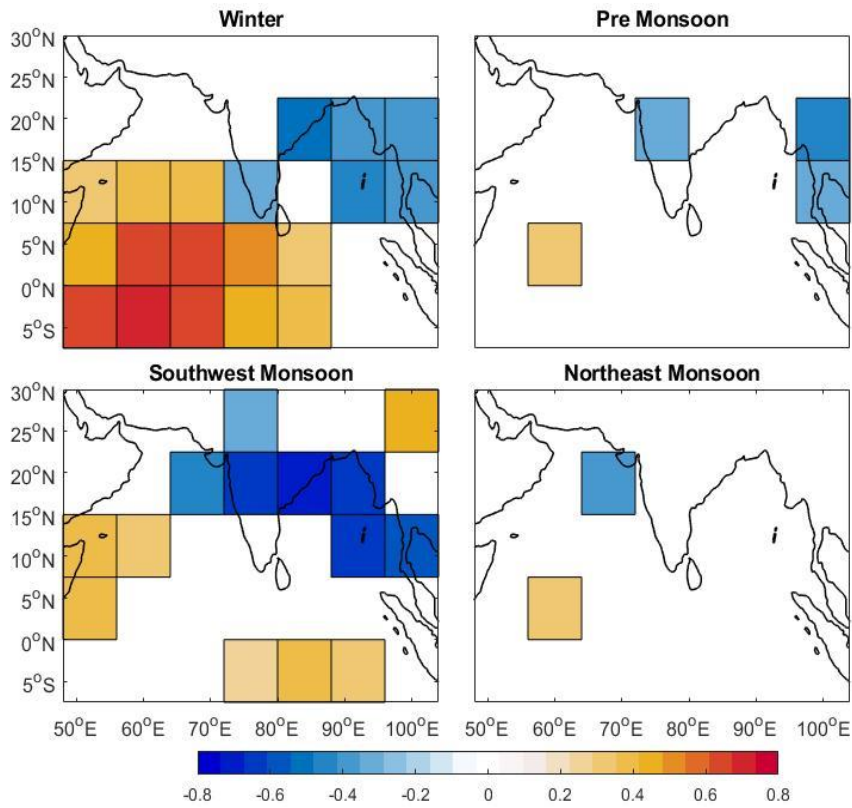 Winter
Pre Monsoon
30°N
25°N
20°N
15°N
10°N
5°N
0°N
5°S
Southwest Monsoon
Northeast Monsoon
30°N
25°N
20°N
15°N
10°N
5°N
0°N
5°S
50°E 60°E 70°E 80°E 90°E 100°E
50°E 60°E 70°E 80°E 90°E 100°E
-0.8 -0.6 -0.4 -0.2 0 0.2 0.4 0.6 0.8